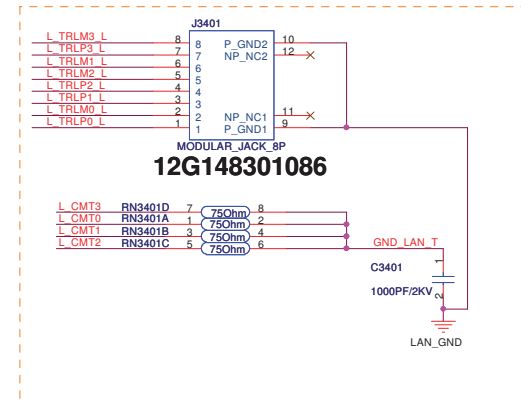 J3401
L_TRLM3_L 8 8 P_GND2 10
L_TRLP3_L 7 7 NP_NC2 12
L_TRLM1_L 6 6
L_TRLM2_L 5 5
L_TRLP2_L 4 4
L_TRLP1_L 3 3
L_TRLM0_L 2 2 NP_NC1 11
L_TRLP0_L 1 1 P_GND1 9
MODULAR_JACK_8P
12G148301086
L_CMT3 RN3401D 7 75Ohm 8
L_CMT0 RN3401A 1 75Ohm 2
L_CMT1 RN3401B 3 75Ohm 4
L_CMT2 RN3401C 5 75Ohm 6
GND_LAN_T
C3401 1
1000PF/2KV 2
LAN_GND